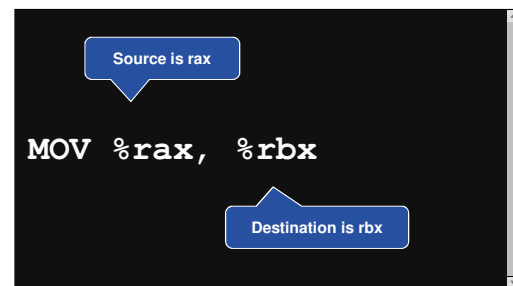 Source is rax
MOV %rax, %rbx
Destination is rbx